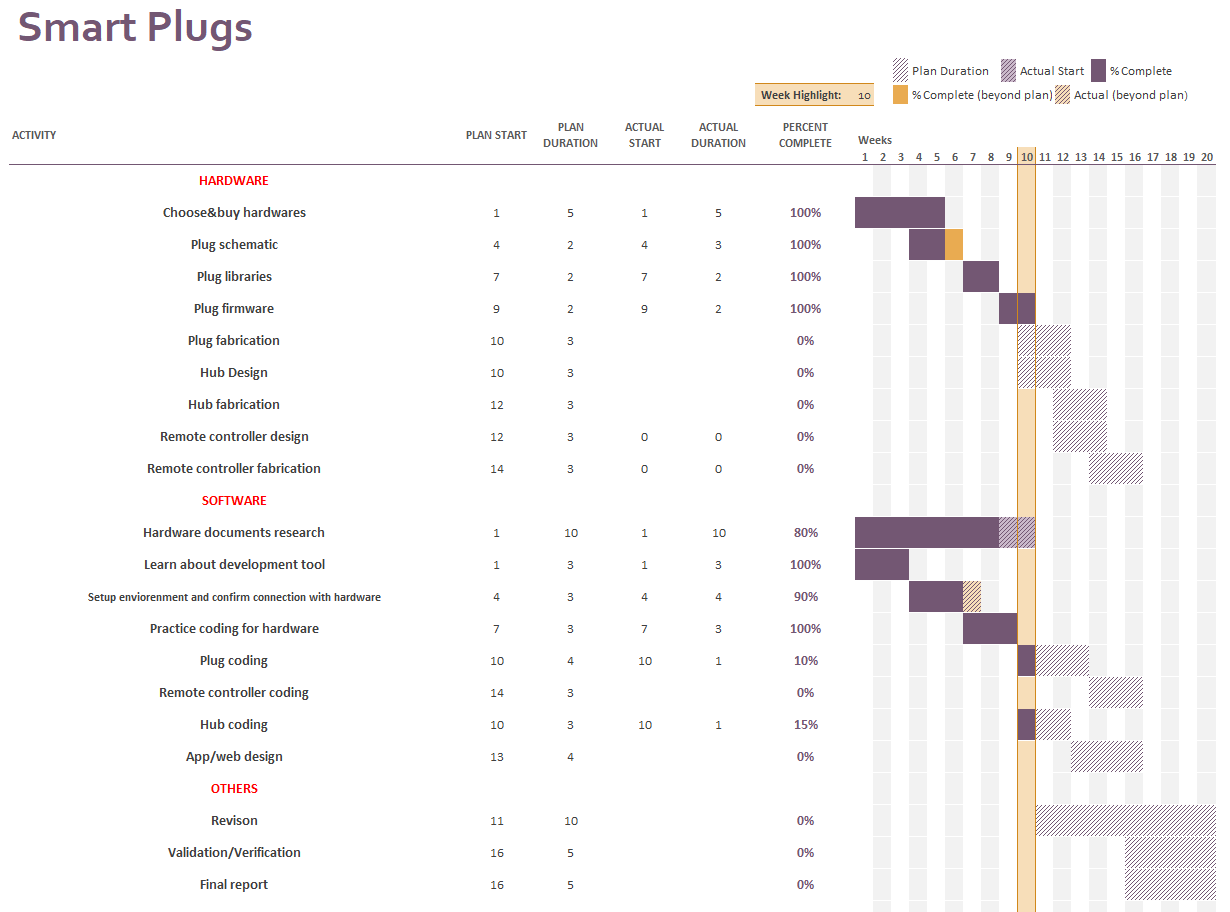 Smart Plugs
Plan Duration Actual Start % Complete
Week Highlight: 10 % Complete (beyond plan) Actual (beyond plan)
ACTIVITY PLAN START PLAN DURATION ACTUAL START ACTUAL DURATION PERCENT COMPLETE Weeks
1 2 3 4 5 6 7 8 9 10 11 12 13 14 15 16 17 18 19 20
HARDWARE
Choose&buy hardwares 1 5 1 5 100%
Plug schematic 4 2 4 3 100%
Plug libraries 7 2 7 2 100%
Plug firmware 9 2 9 2 100%
Plug fabrication 10 3 0%
Hub Design 10 3 0%
Hub fabrication 12 3 0%
Remote controller design 12 3 0 0 0%
Remote controller fabrication 14 3 0 0 0%
SOFTWARE
Hardware documents research 1 10 1 10 80%
Learn about development tool 1 3 1 3 100%
Setup enviorenment and confirm connection with hardware 4 3 4 4 90%
Practice coding for hardware 7 3 7 3 100%
Plug coding 10 4 10 1 10%
Remote controller coding 14 3 0%
Hub coding 10 3 10 1 15%
App/web design 13 4 0%
OTHERS
Revison 11 10 0%
Validation/Verification 16 5 0%
Final report 16 5 0%